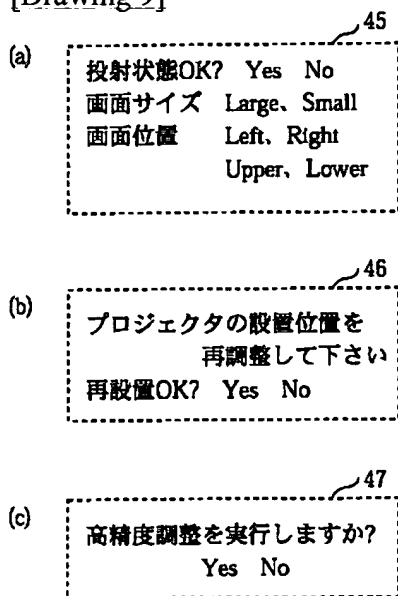 [Drawing 9]
45
(a)
投射状態OK? Yes No
画面サイズ Large、Small
画面位置 Left、Right
Upper、Lower
46
(b)
プロジェクタの設置位置を
再調整して下さい
再設置OK? Yes No
47
(c)
高精度調整を実行しますか?
Yes No